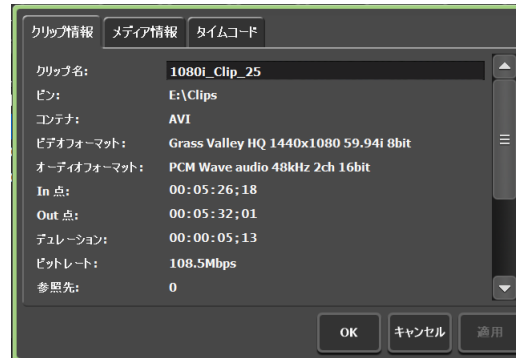 クリップ情報 メディア情報 タイムコード
クリップ名: 1080i_Clip_25
ビン: E:\Clips
コンテナ: AVI
ビデオフォーマット: Grass Valley HQ 1440x1080 59.94i 8bit
オーディオフォーマット: PCM Wave audio 48kHz 2ch 16bit
In 点: 00:05:26;18
Out 点: 00:05:32;01
デュレーション: 00:00:05;13
ビットレート: 108.5Mbps
参照先: 0
OK キャンセル 適用